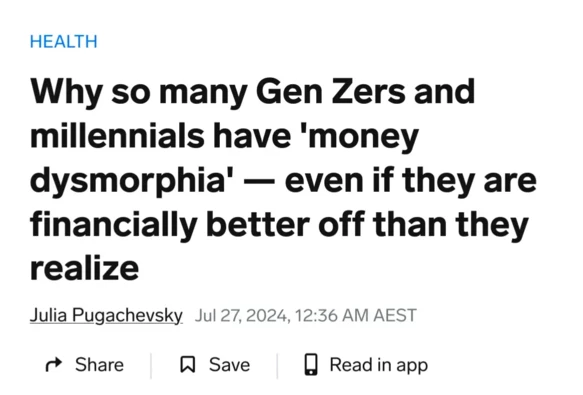 HEALTH
Why so many Gen Zers and
millennials have 'money
dysmorphia' — even if they are
financially better off than they
realize
Julia Pugachevsky Jul 27, 2024, 12:36 AM AEST
Share Save Read in app